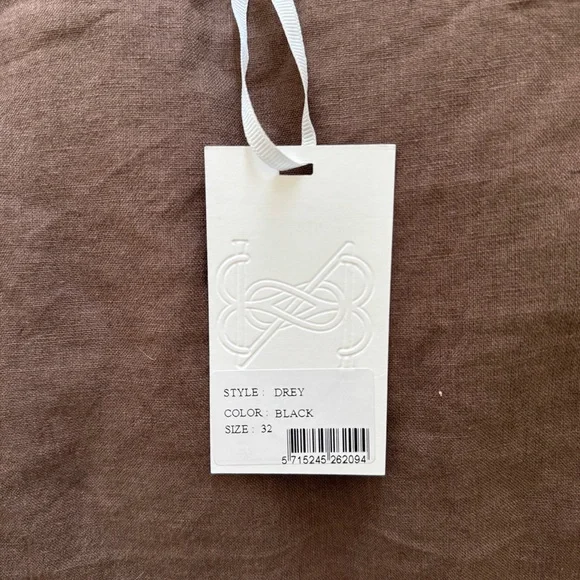 STYLE : DREY
COLOR : BLACK
SIZE : 32
5 715245 262094